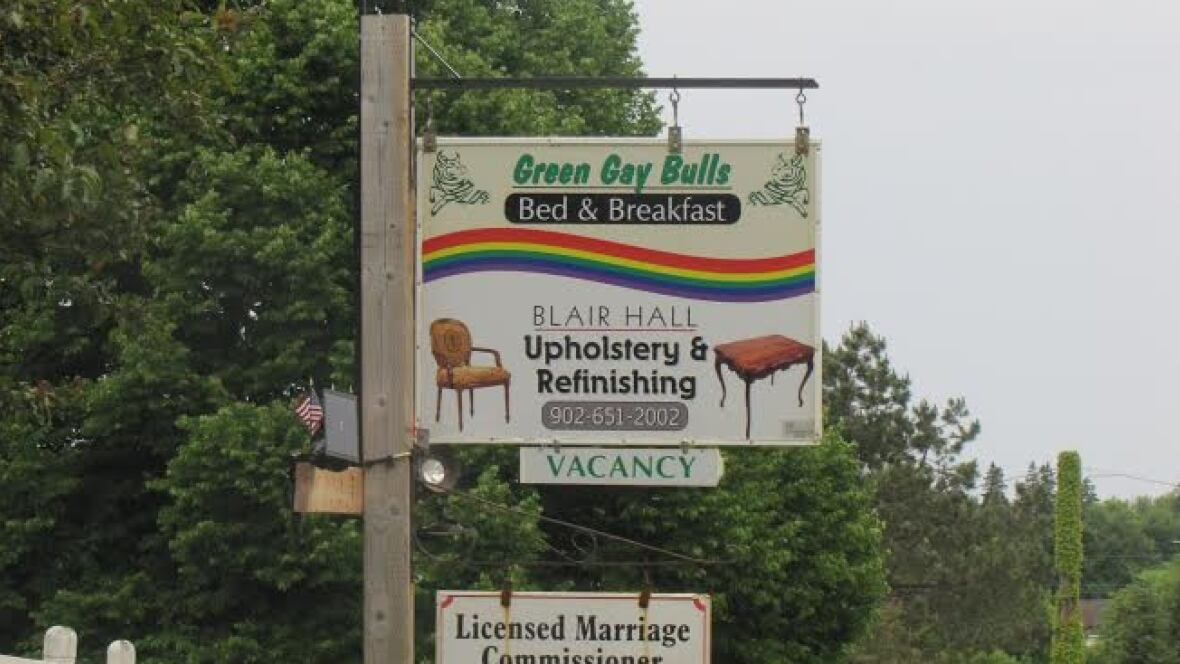 Green Gay Bulls
Bed & Breakfast
BLAIR HALL
Upholstery &
Refinishing
902-651-2002
VACANCY
Licensed Marriage
Commissioner